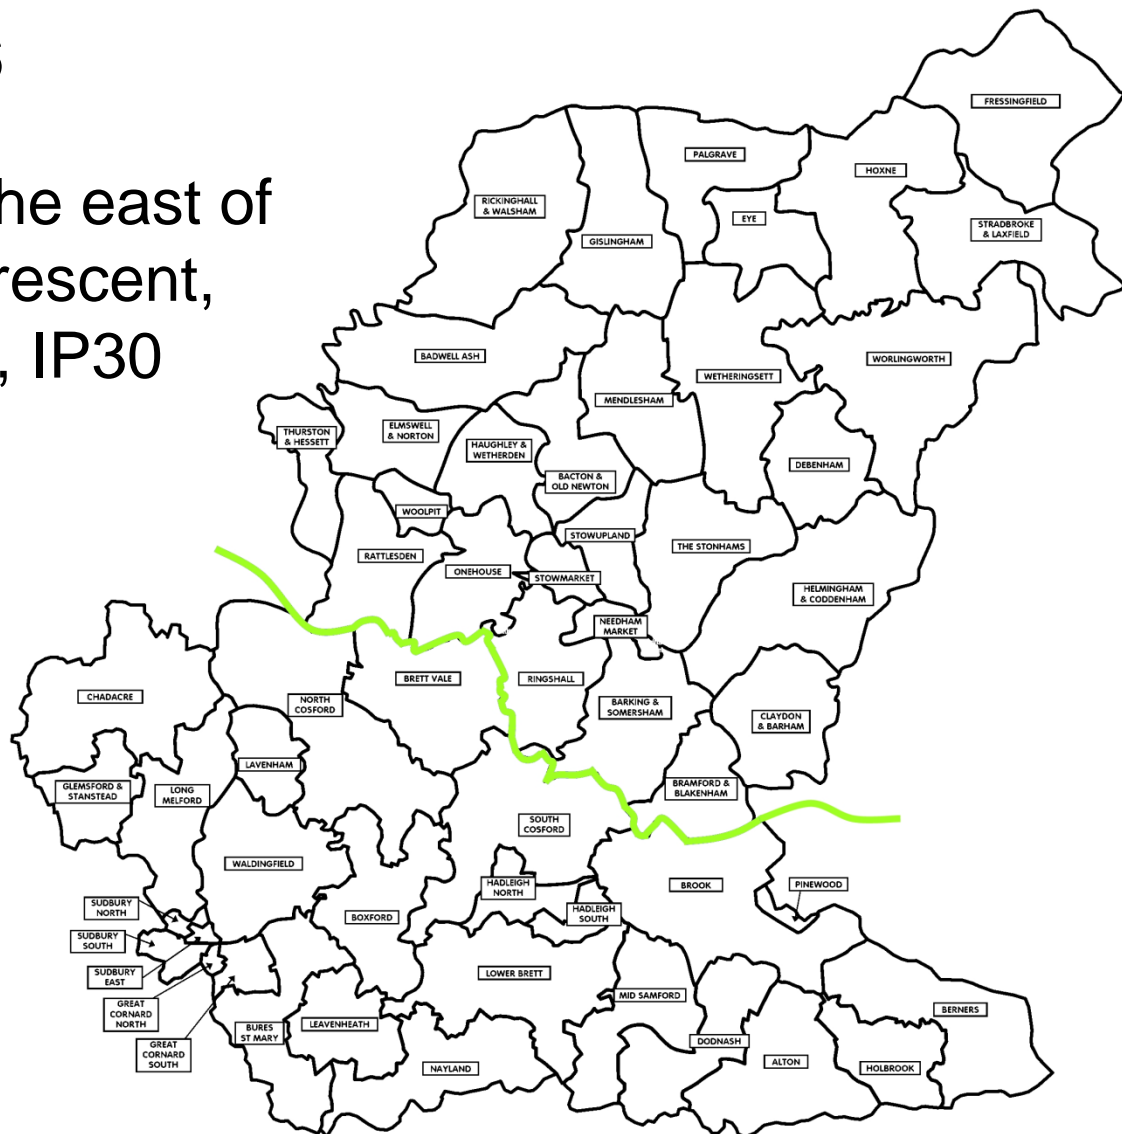 he east of
rescent,
, IP30
FRESSINGFIELD
PALGRAVE
HOXNE
RICKINGHALL
& WALSHAM
EYE
STRADBROKE
& LAXFIELD
GISLINGHAM
BADWELL ASH
WORLINGWORTH
WETHERINGSETT
MENDLESHAM
THURSTON
& HESSETT
ELMSWELL
& NORTON
HAUGHLEY &
WETHERDEN
DEBENHAM
BACTON &
OLD NEWTON
WOOLPIT
STOWUPLAND
THE STONHAMS
RATTLESDEN
ONEHOUSE
STOWMARKET
HELMINGHAM
& CODDENHAM
NEEDHAM
MARKET
BRETT VALE
RINGSHALL
CHADACRE
NORTH
COSFORD
BARKING &
SOMERSHAM
CLAYDON
& BARHAM
LAVENHAM
GLEMSFORD &
STANSTEAD
LONG
MELFORD
BRAMFORD &
BLAKENHAM
SOUTH
COSFORD
WALDINGFIELD
HADLEIGH
NORTH
BROOK
PINEWOOD
SUDBURY
NORTH
BOXFORD
HADLEIGH
SOUTH
SUDBURY
SOUTH
SUDBURY
EAST
LOWER BRETT
MID SAMFORD
GREAT
CORNARD
NORTH
BERNERS
BURES
ST MARY
LEAVENHEATH
DODNASH
GREAT
CORNARD
SOUTH
NAYLAND
ALTON
HOLBROOK